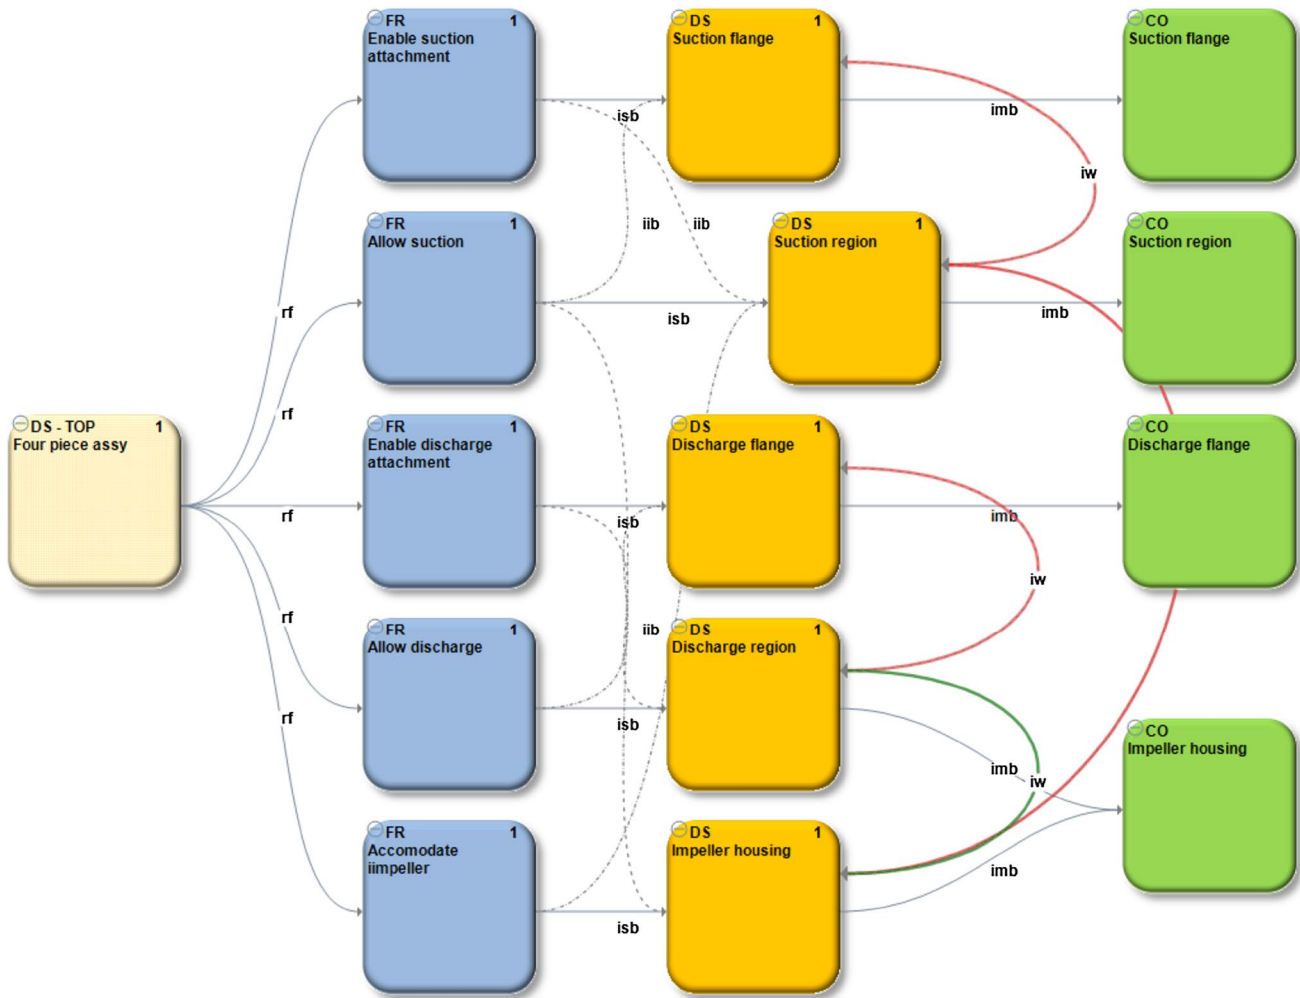 FR 1
Enable suction
attachment
DS 1
Suction flange
CO 1
Suction flange
isb
imb
iw
FR 1
Allow suction
iib
iib
DS 1
Suction region
CO 1
Suction region
rf
isb
imb
rf
DS - TOP 1
Four piece assy
FR 1
Enable discharge
attachment
DS 1
Discharge flange
CO 1
Discharge flange
rf
isb
imb
iw
rf
FR 1
Allow discharge
iib
DS 1
Discharge region
rf
isb
imb
iw
CO 1
Impeller housing
FR 1
Accomodate
iimpeller
DS 1
Impeller housing
imb
isb